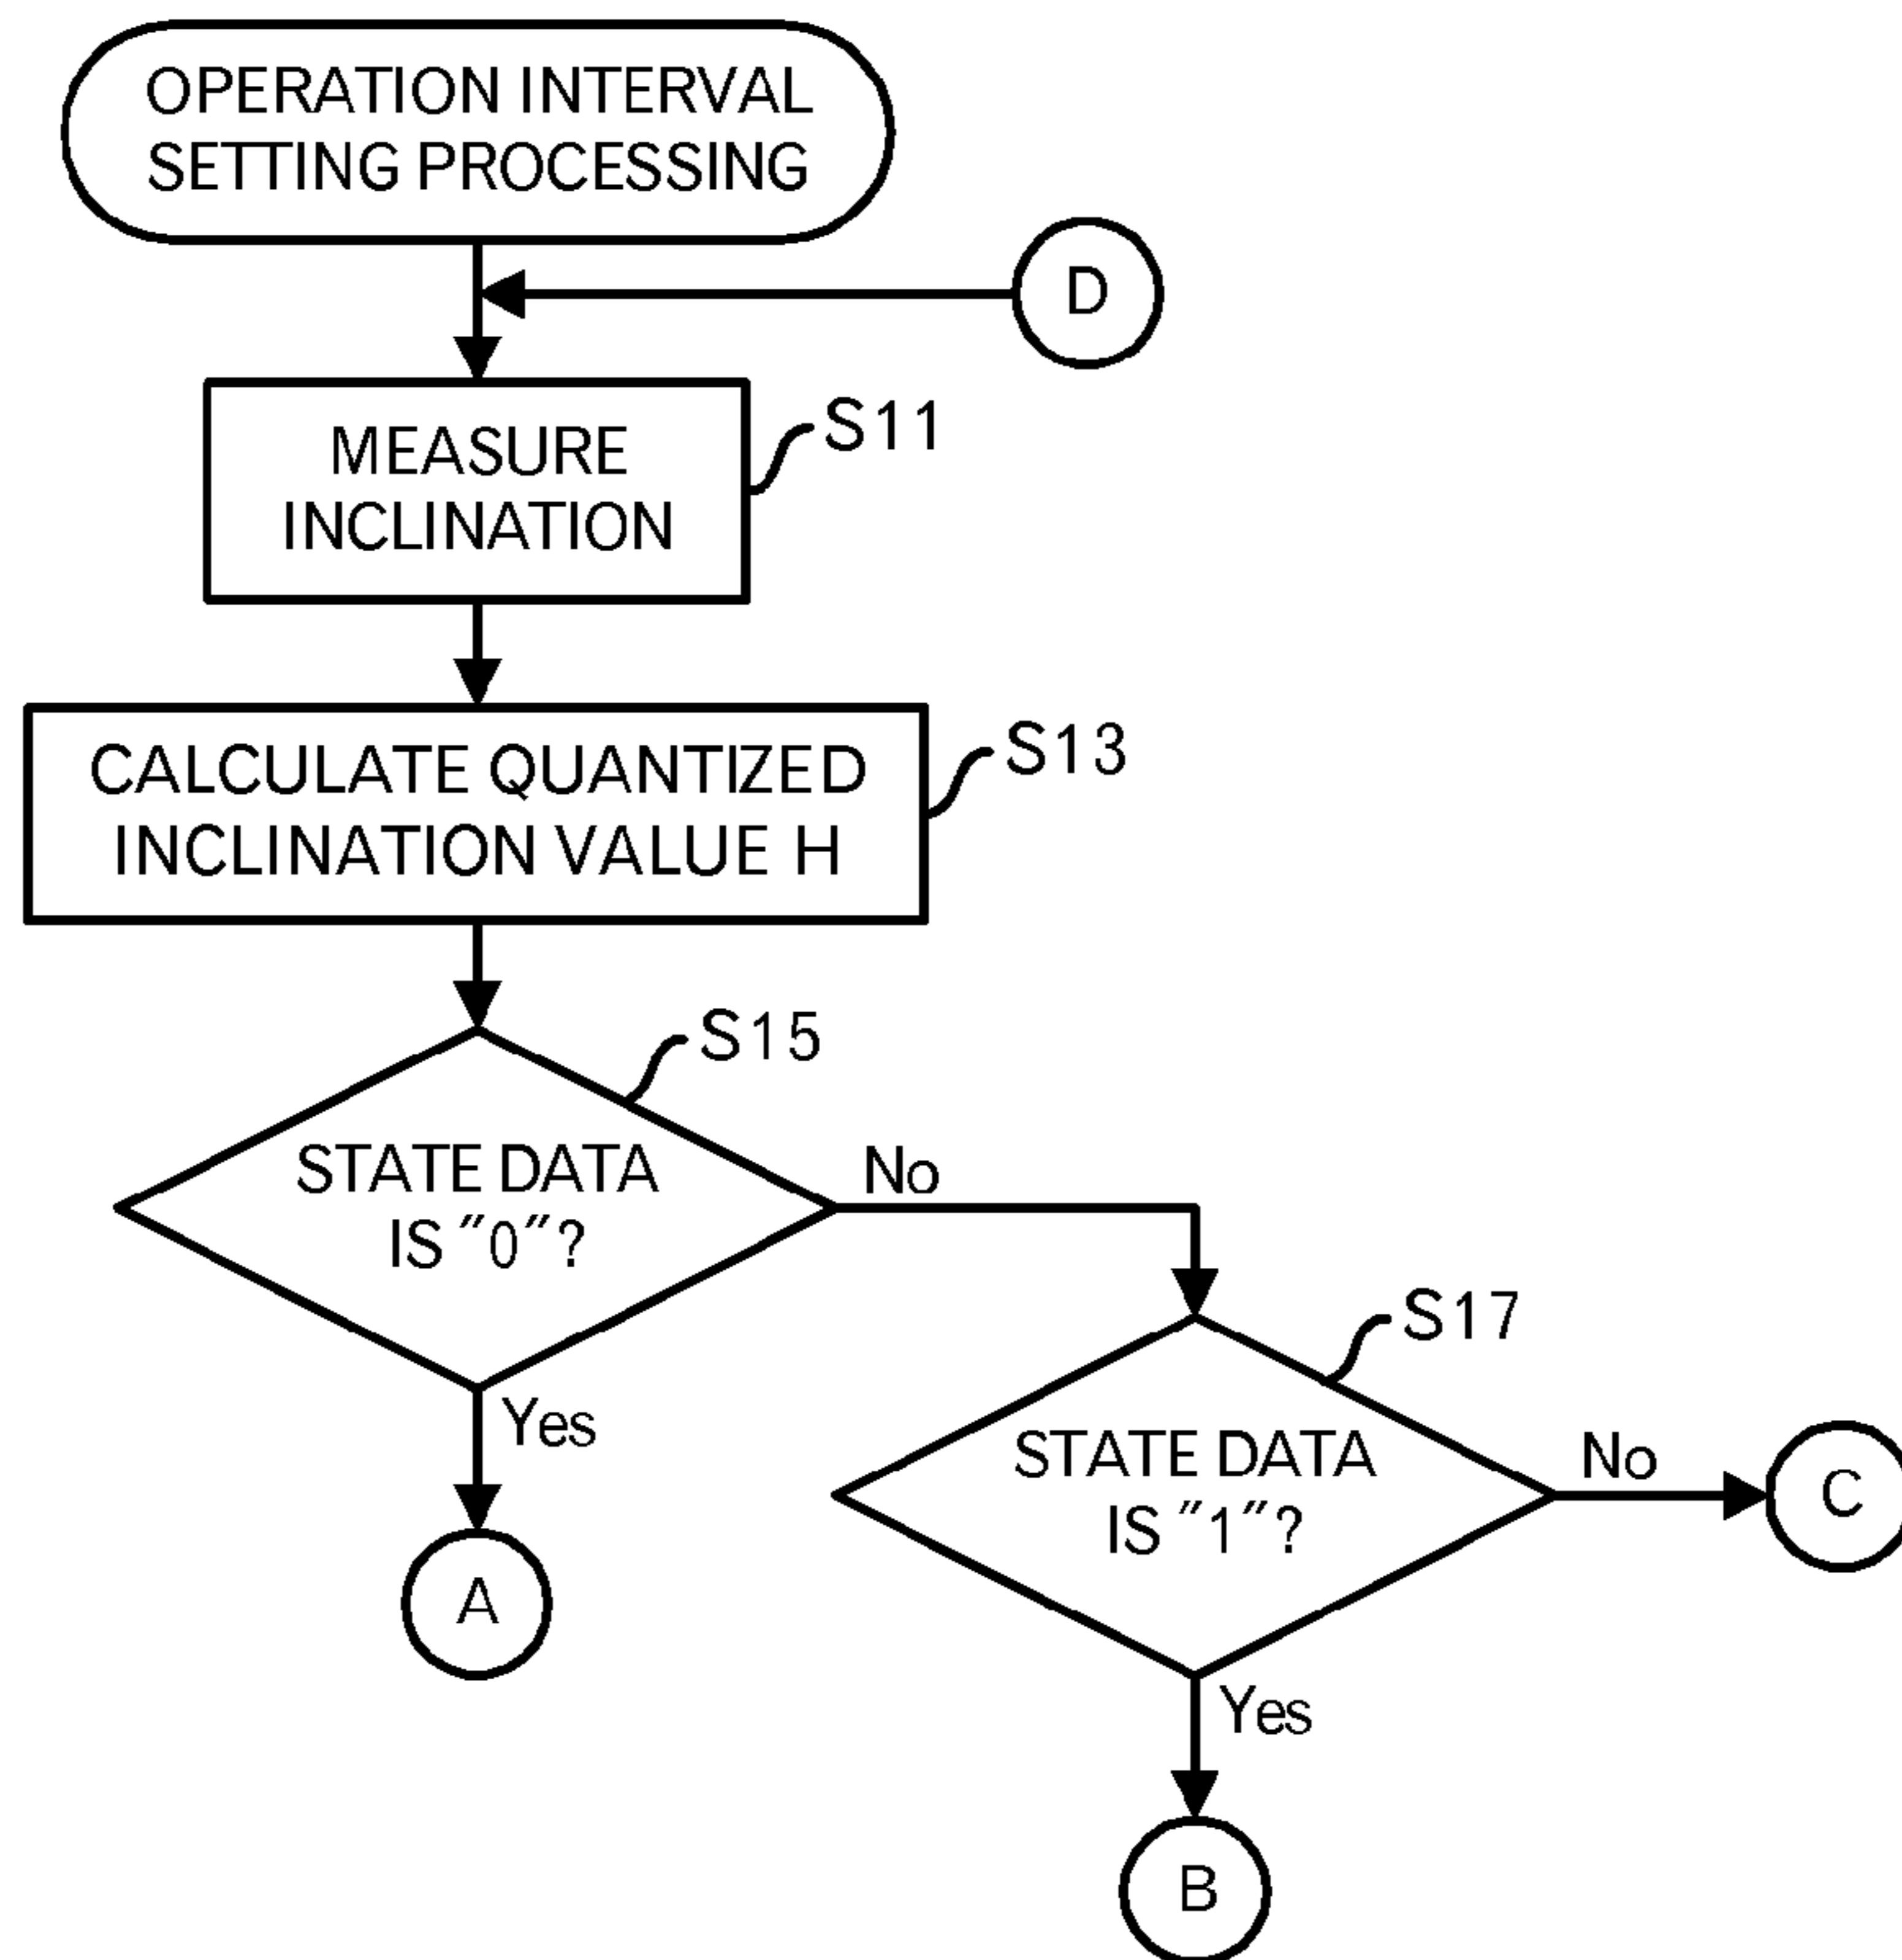 OPERATION INTERVAL
SETTING PROCESSING
D
MEASURE
INCLINATION
S11
CALCULATE QUANTIZED
INCLINATION VALUE H
S13
S15
STATE DATA
IS "0"?
No
Yes
S17
STATE DATA
IS "1"?
No
C
A
Yes
B